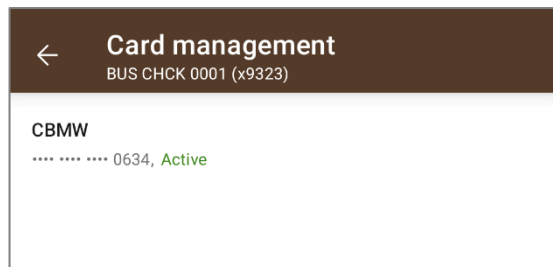 Card management
BUS CHCK 0001 (x9323)
CBMW
•••• •••• •••• 0634, Active